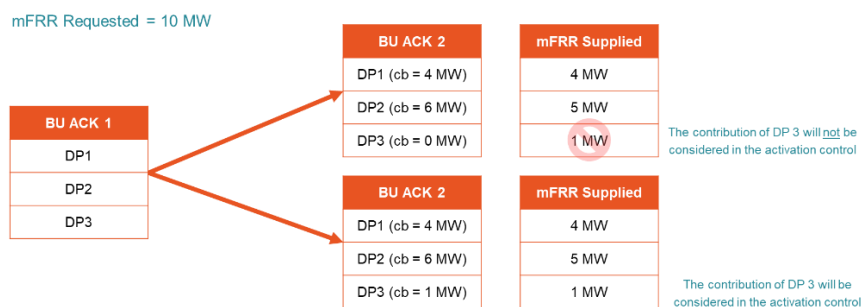 mFRR Requested = 10 MW
BU ACK 1
DP1
DP2
DP3
BU ACK 2
DP1 (cb = 4 MW)
DP2 (cb = 6 MW)
DP3 (cb = 0 MW)
mFRR Supplied
4 MW
5 MW
1 MW
The contribution of DP 3 will not be
considered in the activation control
BU ACK 2
DP1 (cb = 4 MW)
DP2 (cb = 6 MW)
DP3 (cb = 1 MW)
mFRR Supplied
4 MW
5 MW
1 MW
The contribution of DP 3 will be
considered in the activation control